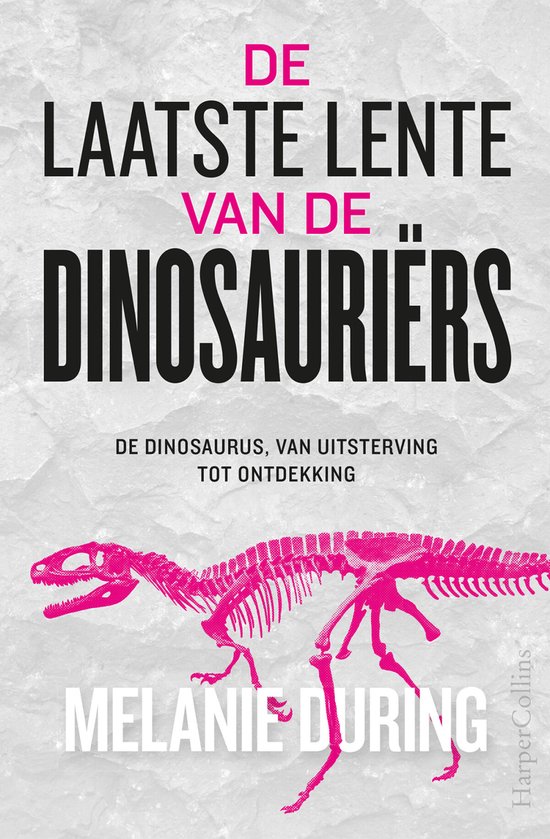 DE
LAATSTE LENTE
VAN DE
DINOSAURIËRS
DE DINOSAURUS, VAN UITSTERVING
TOT ONTDEKKING
MELANIE DURING
HarperCollins